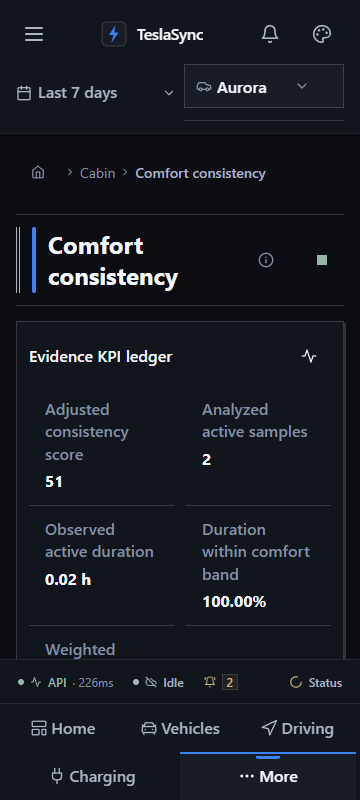 TeslaSync
Last 7 days
Aurora
Cabin
Comfort consistency
Comfort
consistency
Evidence KPI ledger
Adjusted
consistency
score
51
Analyzed
active samples
2
Observed
active duration
0.02 h
Duration
within comfort
band
100.00%
Weighted
API · 226ms
Idle
2
Status
Home
Vehicles
Driving
Charging
More